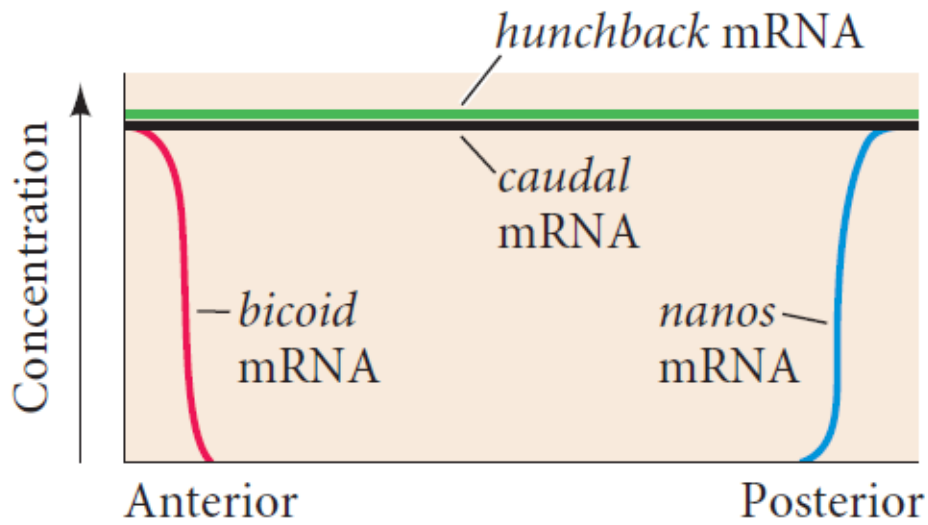 hunchback mRNA
Concentration
caudal
mRNA
bicoid
mRNA
nanos
mRNA
Anterior
Posterior